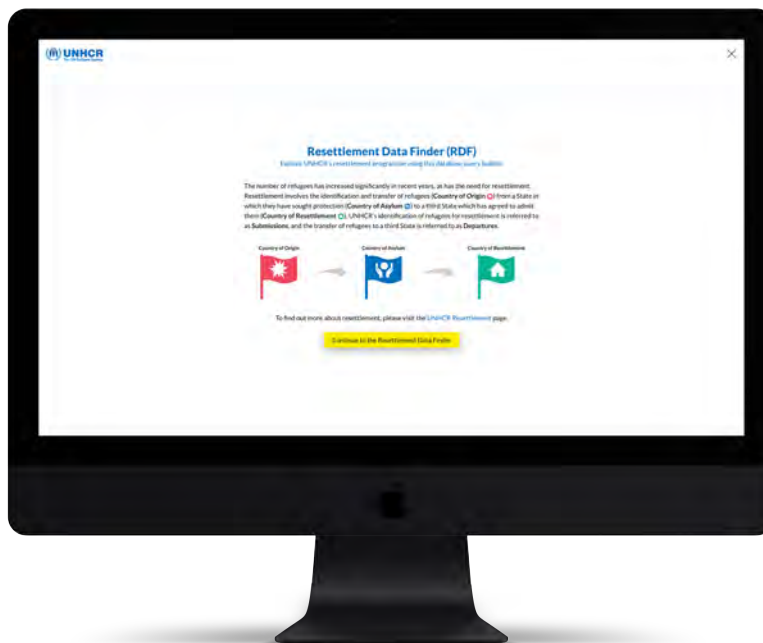 UNHCR
The UN Refugee Agency
Resettlement Data Finder (RDF)
Explore UNHCR's resettlement programme using this database query builder.
The number of refugees has increased significantly in recent years, as has the need for resettlement.
Resettlement involves the identification and transfer of refugees (Country of Origin) from a State in
which they have sought protection (Country of Asylum) to a third State which has agreed to admit
them (Country of Resettlement). UNHCR's identification of refugees for resettlement is referred to
as Submissions, and the transfer of refugees to a third State is referred to as Departures.
Country of Origin Country of Asylum Country of Resettlement
To find out more about resettlement, please visit the UNHCR Resettlement page.
Continue to the Resettlement Data Finder